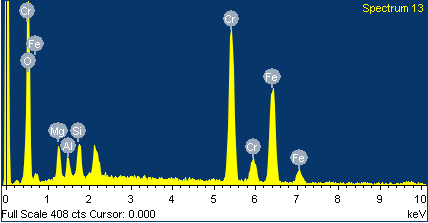 Spectrum 13
Cr
Fe
O
Mg
Al
Si
Cr
Cr
Fe
Fe
0 1 2 3 4 5 6 7 8 9 10
Full Scale 408 cts Cursor: 0.000 keV